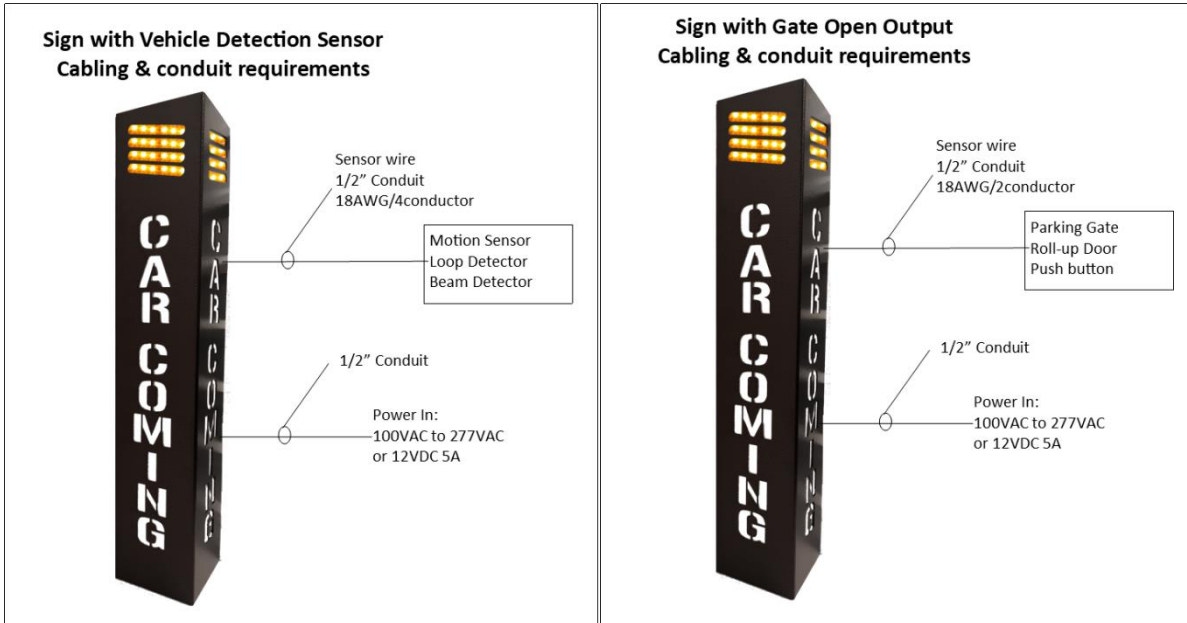 Sign with Vehicle Detection Sensor
Cabling & conduit requirements
Sensor wire
1/2” Conduit
18AWG/4conductor
Motion Sensor
Loop Detector
Beam Detector
1/2” Conduit
Power In:
100VAC to 277VAC
or 12VDC 5A
CAR COMING
CAR COMING
Sign with Gate Open Output
Cabling & conduit requirements
Sensor wire
1/2” Conduit
18AWG/2conductor
Parking Gate
Roll-up Door
Push button
1/2” Conduit
Power In:
100VAC to 277VAC
or 12VDC 5A
CAR COMING
CAR COMING